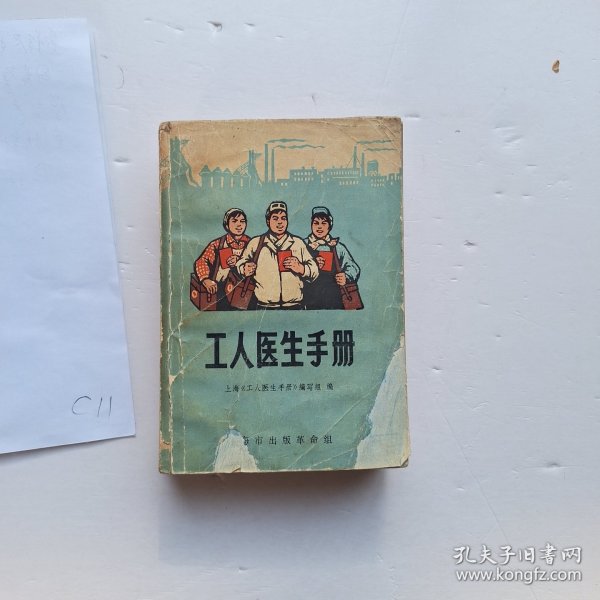 工人医生手册
上海《工人医生手册》编写组 编
海市出版革命组
C11
孔夫子旧書网
www.kongfz.com